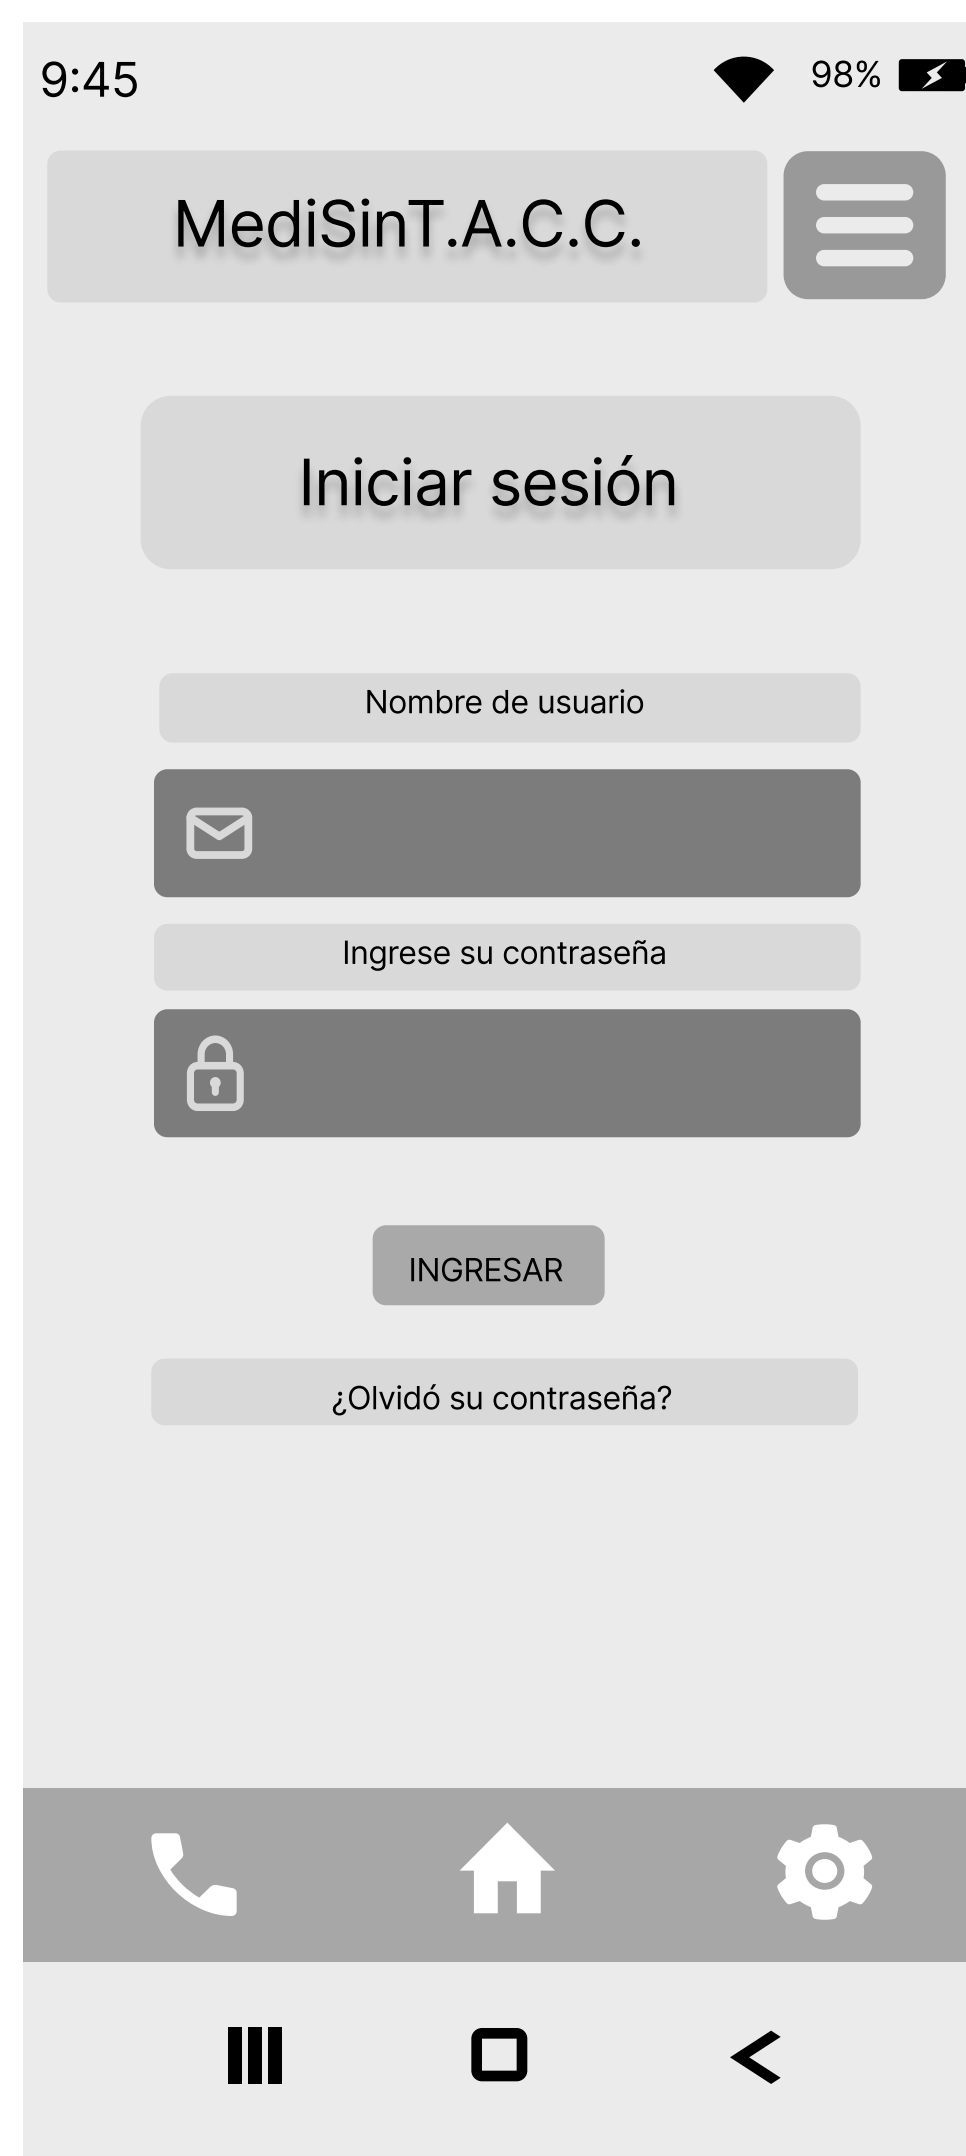 9:45
98%
MediSinT.A.C.C.
Iniciar sesión
Nombre de usuario
Ingrese su contraseña
INGRESAR
¿Olvidó su contraseña?